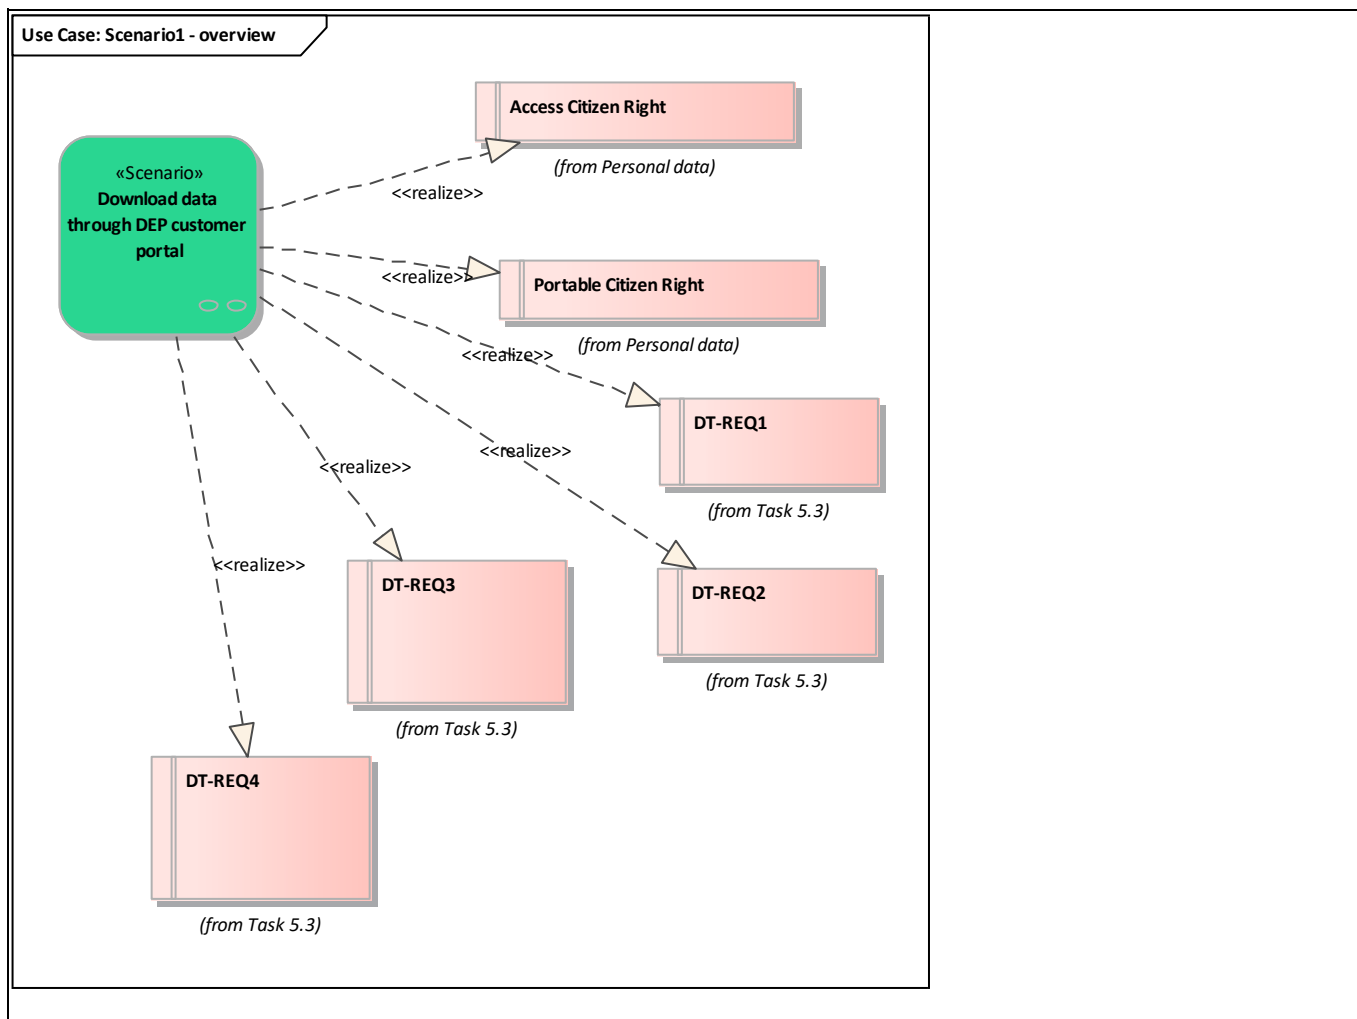 Use Case: Scenario1 - overview
Access Citizen Right
(from Personal data)
«Scenario»
Download data
through DEP customer
portal
<<realize>>
<<realize>>
Portable Citizen Right
(from Personal data)
<<realize>>
DT-REQ1
(from Task 5.3)
<<realize>>
<<realize>>
DT-REQ2
(from Task 5.3)
DT-REQ3
(from Task 5.3)
<<realize>>
DT-REQ4
(from Task 5.3)